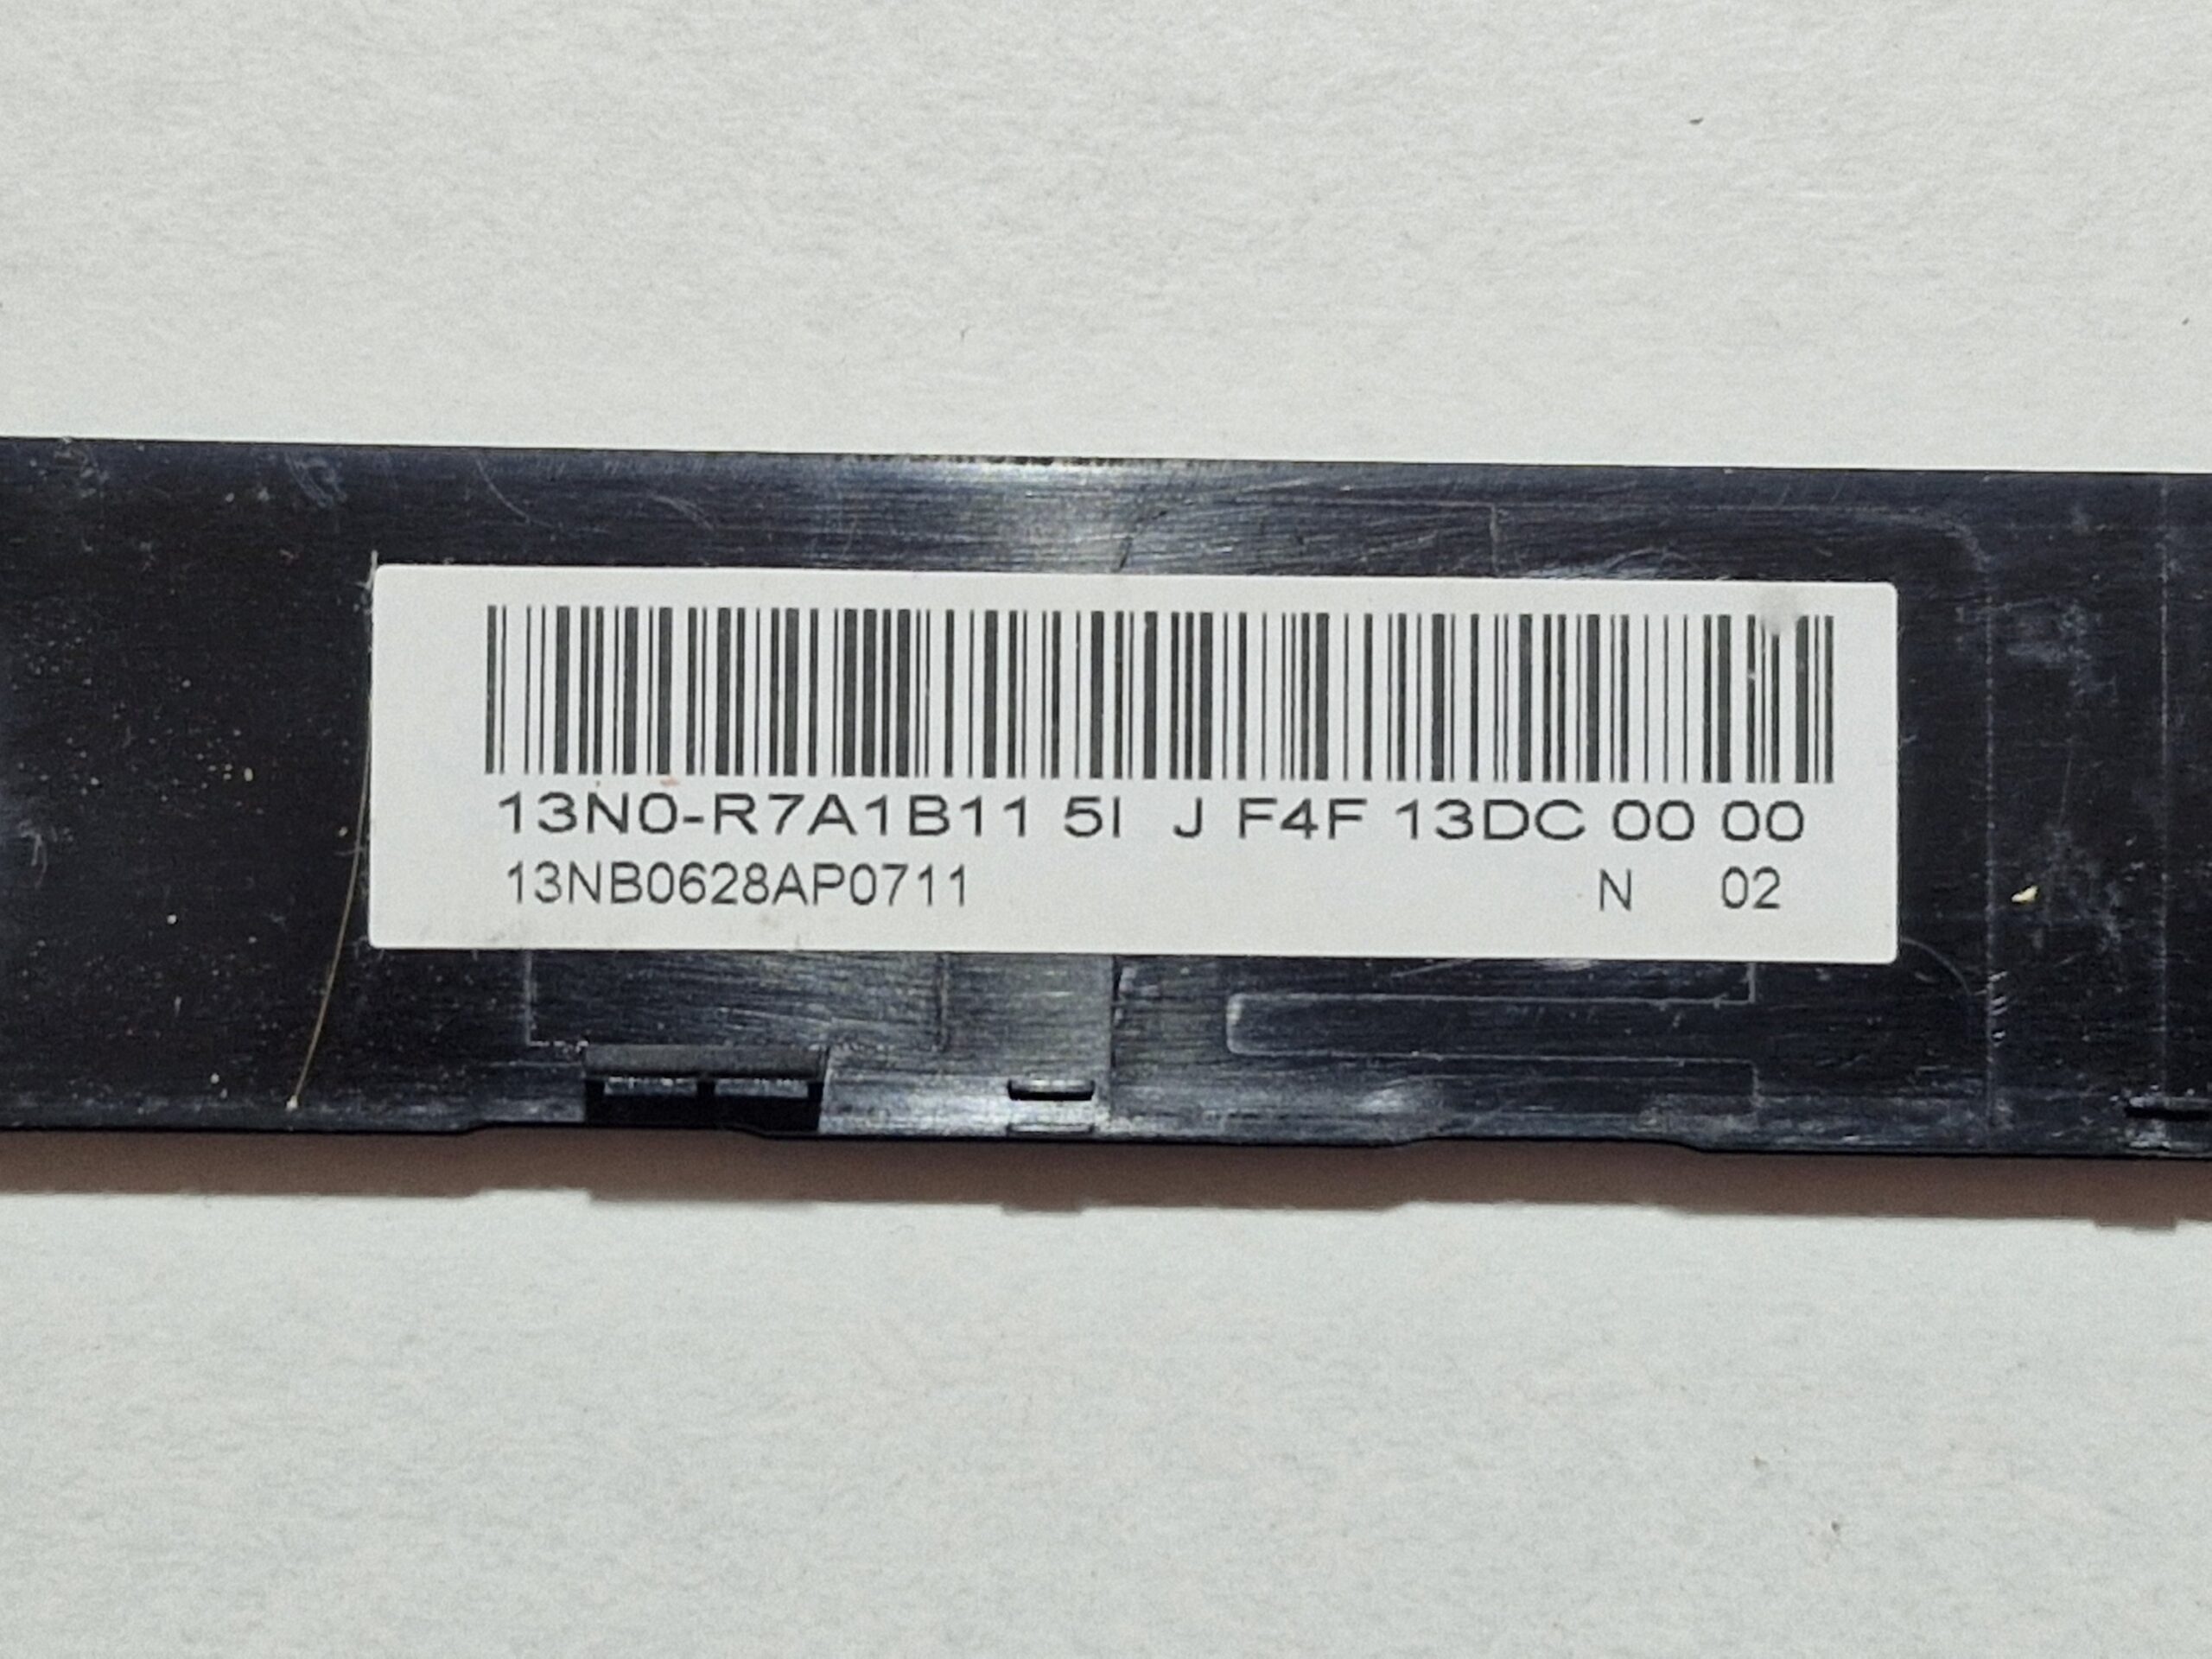 13N0-R7A1B11 5I J F4F 13DC 00 00
13NB0628AP0711 N 02